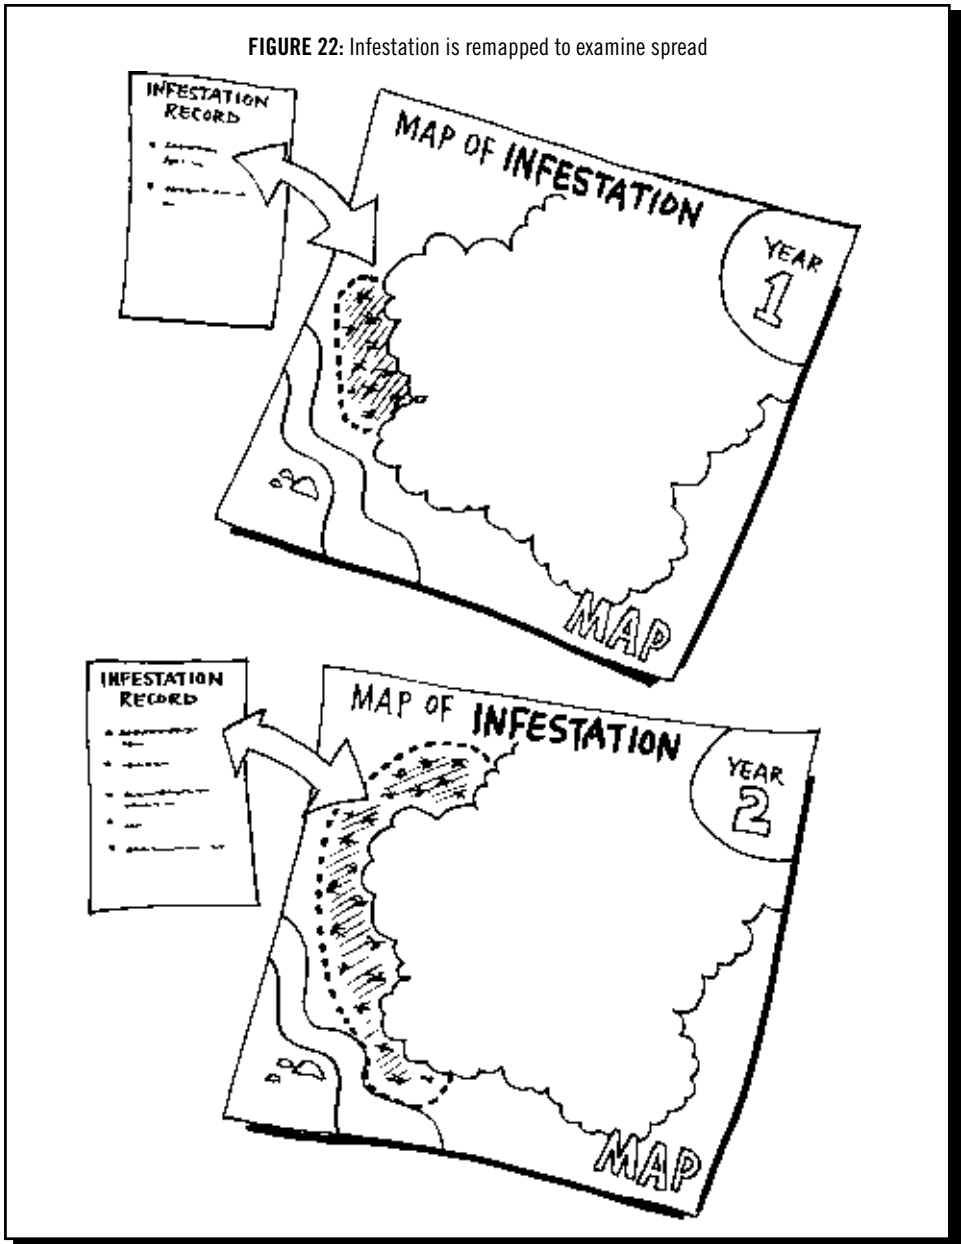 FIGURE 22: Infestation is remapped to examine spread
INFESTATION
RECORD
MAP OF INFESTATION
YEAR
1
MAP
INFESTATION
RECORD
MAP OF INFESTATION
YEAR
2
MAP